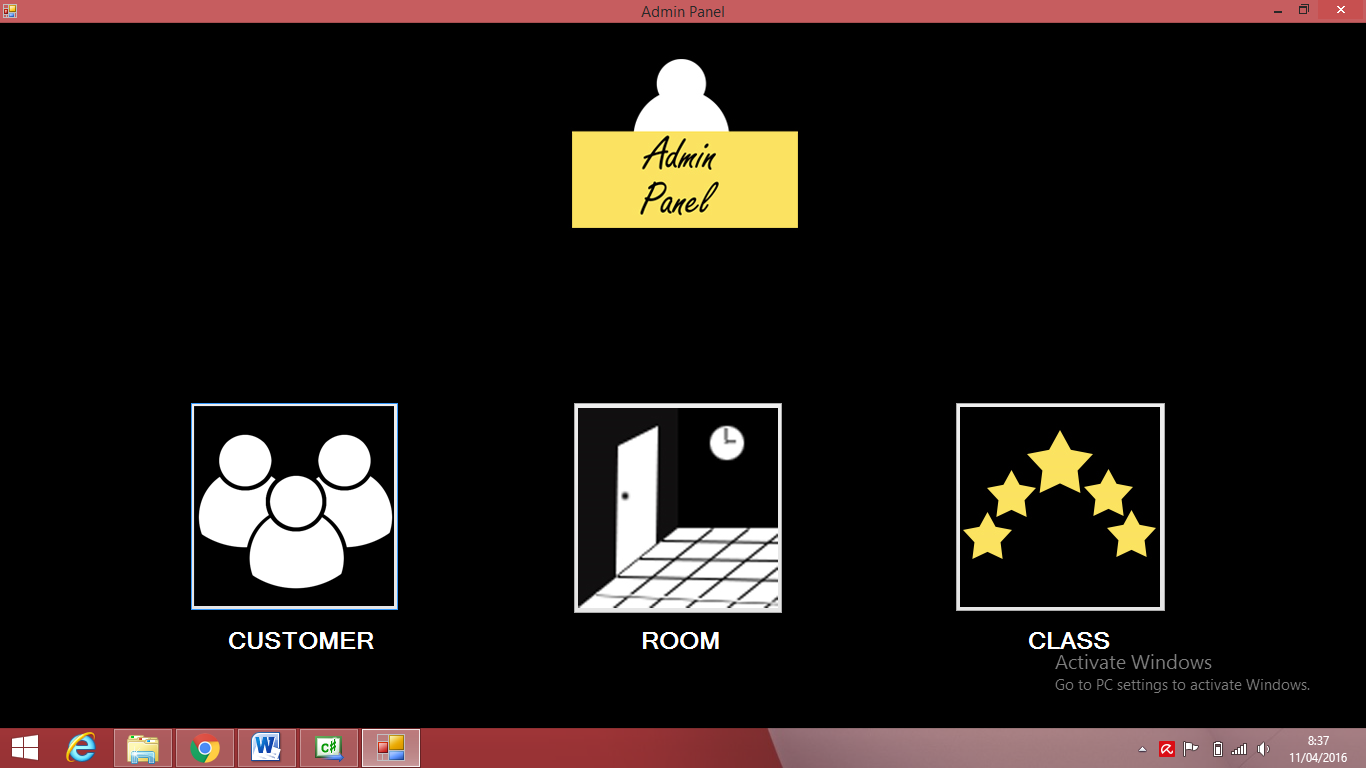 Admin Panel
Admin
Panel
CUSTOMER
ROOM
CLASS
Activate Windows
Go to PC settings to activate Windows.
W
C#
8:37
11/04/2016